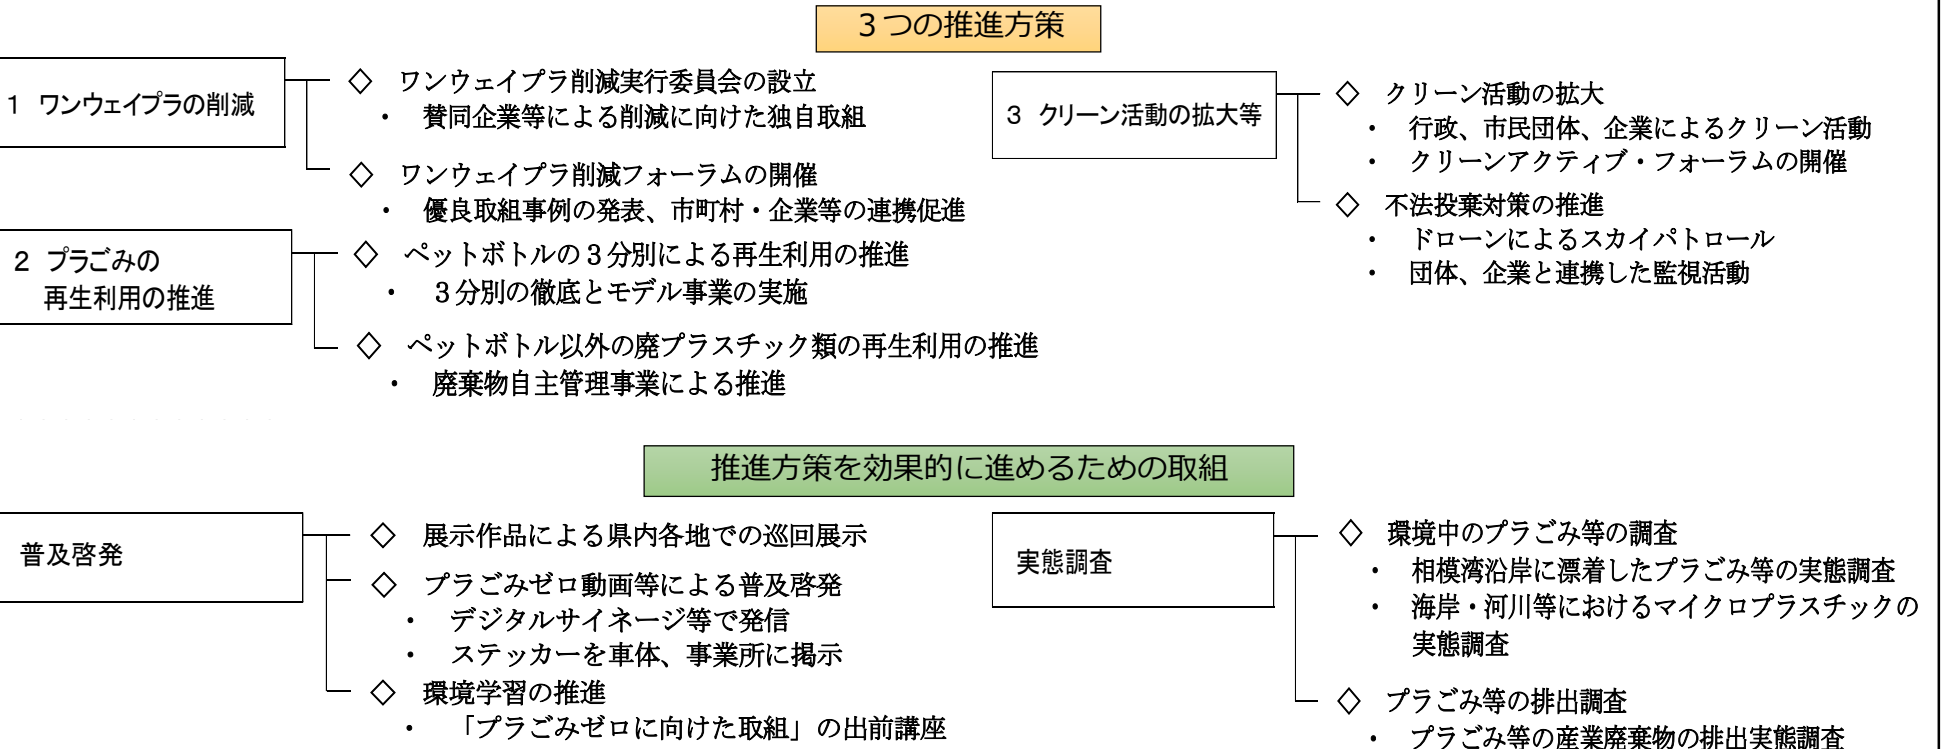 ３つの推進方策
１ ワンウェイプラの削減
◇ ワンウェイプラ削減実行委員会の設立
・ 賛同企業等による削減に向けた独自取組
◇ ワンウェイプラ削減フォーラムの開催
・ 優良取組事例の発表、市町村・企業等の連携促進
２ プラごみの
再生利用の推進
◇ ペットボトルの３分別による再生利用の推進
・ ３分別の徹底とモデル事業の実施
◇ ペットボトル以外の廃プラスチック類の再生利用の推進
・ 廃棄物自主管理事業による推進
３ クリーン活動の拡大等
◇ クリーン活動の拡大
・ 行政、市民団体、企業によるクリーン活動
・ クリーンアクティブ・フォーラムの開催
◇ 不法投棄対策の推進
・ ドローンによるスカイパトロール
・ 団体、企業と連携した監視活動
推進方策を効果的に進めるための取組
普及啓発
◇ 展示作品による県内各地での巡回展示
◇ プラごみゼロ動画等による普及啓発
・ デジタルサイネージ等で発信
・ ステッカーを車体、事業所に掲示
◇ 環境学習の推進
・ 「プラごみゼロに向けた取組」の出前講座
実態調査
◇ 環境中のプラごみ等の調査
・ 相模湾沿岸に漂着したプラごみ等の実態調査
・ 海岸・河川等におけるマイクロプラスチックの
実態調査
◇ プラごみ等の排出調査
・ プラごみ等の産業廃棄物の排出実態調査